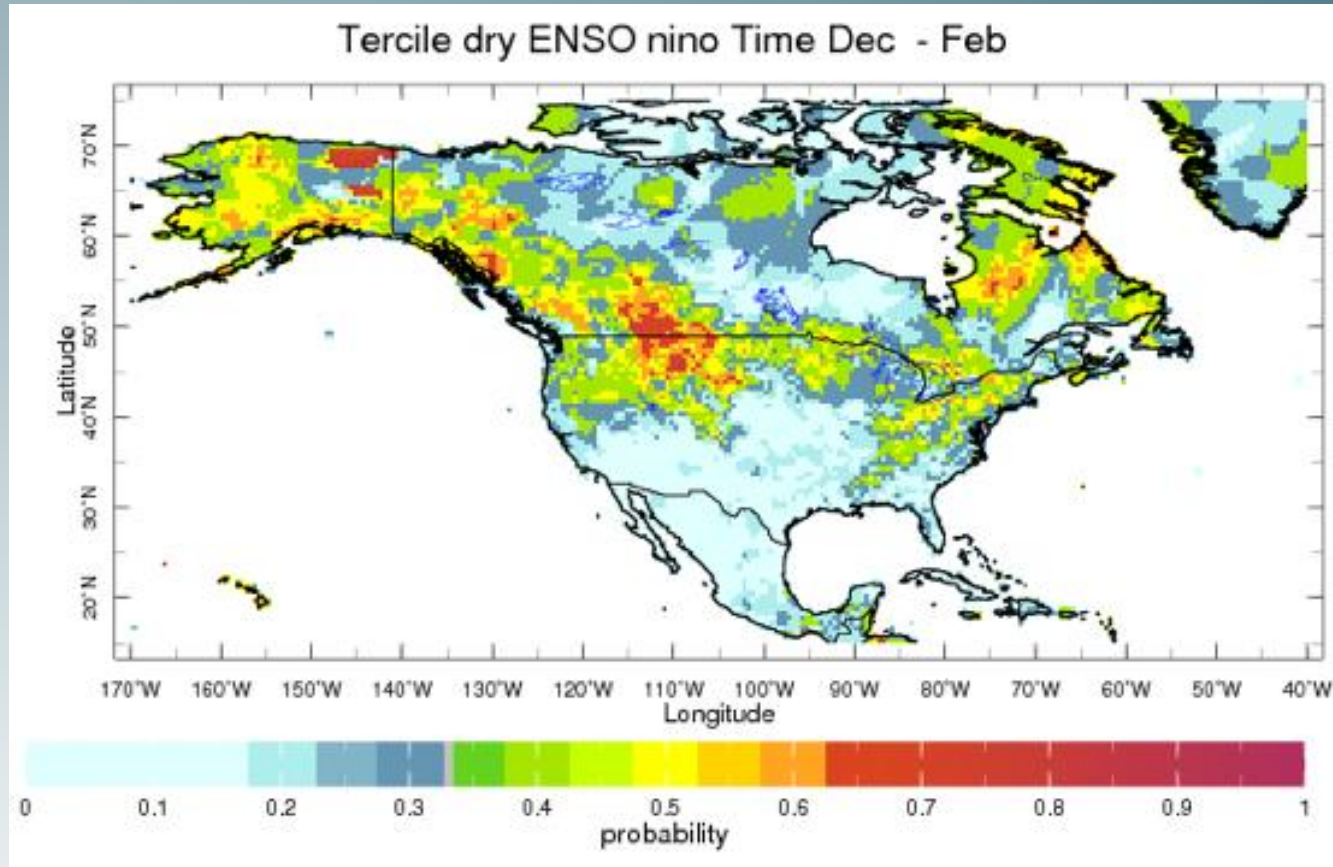 Tercile dry ENSO nino Time Dec - Feb
70°N
60°N
50°N
40°N
30°N
20°N
Latitude
170°W 160°W 150°W 140°W 130°W 120°W 110°W 100°W 90°W 80°W 70°W 60°W 50°W 40°W
Longitude
0 0.1 0.2 0.3 0.4 0.5 0.6 0.7 0.8 0.9 1
probability